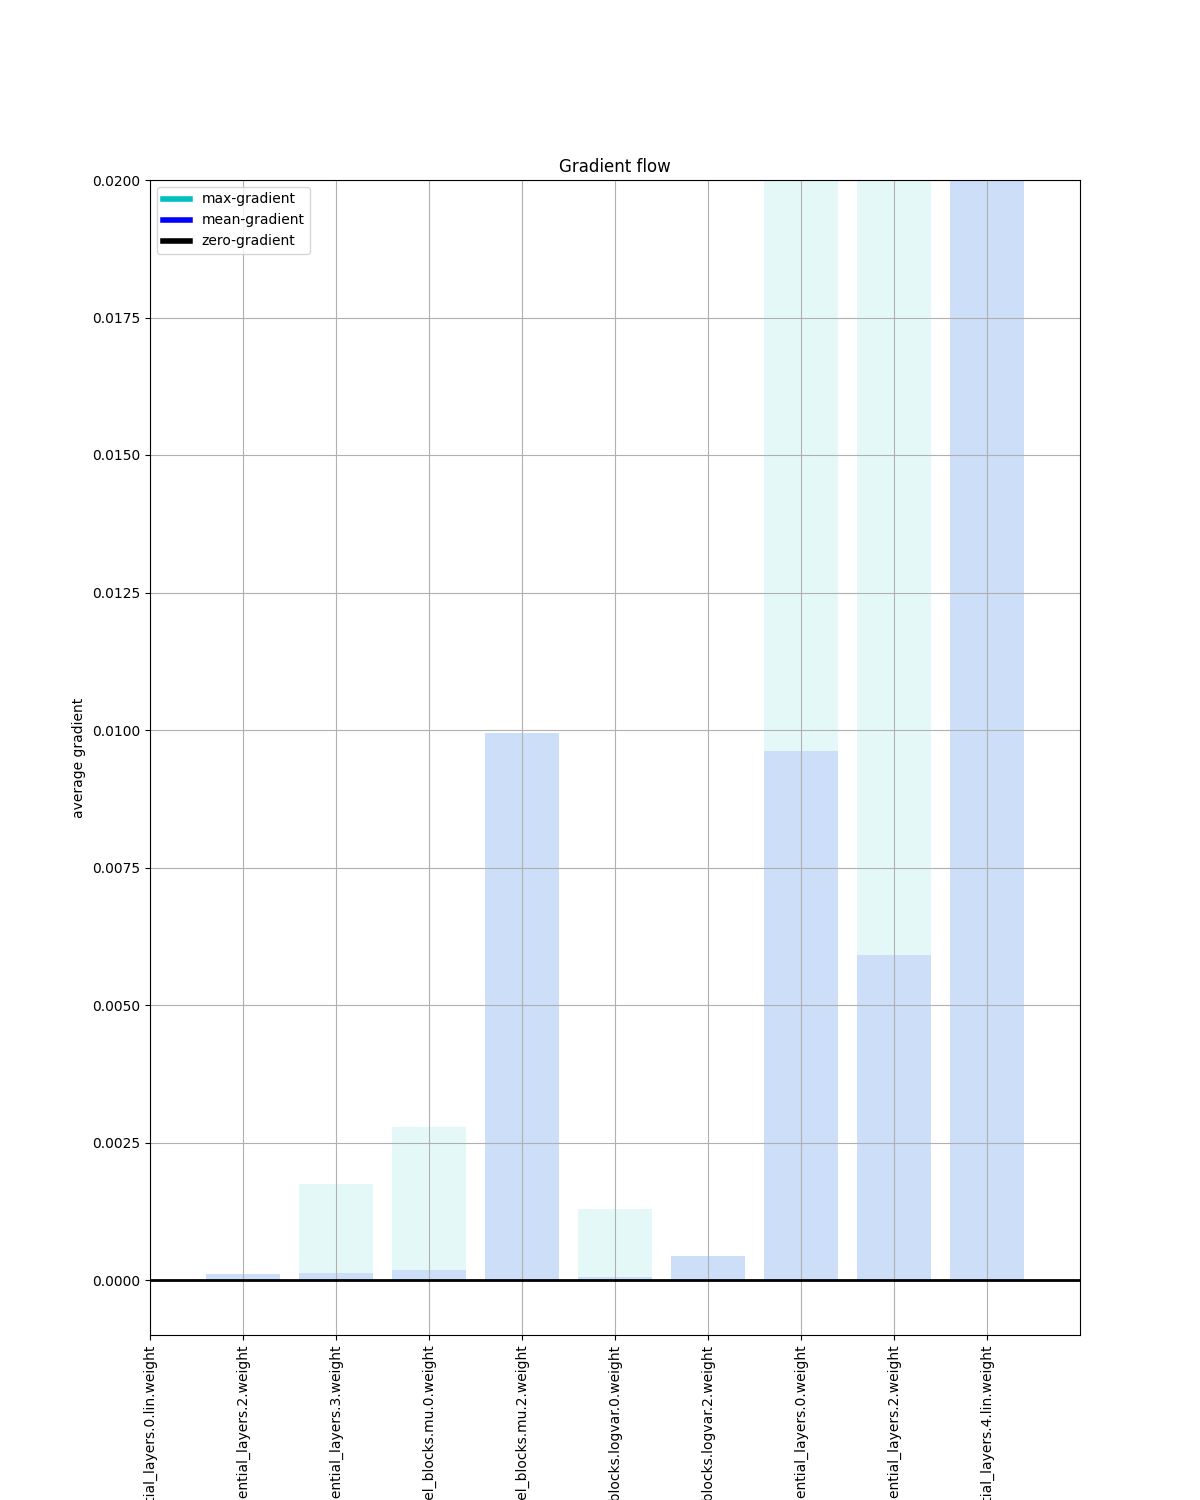 Gradient flow
max-gradient
mean-gradient
zero-gradient
0.0200
0.0175
0.0150
0.0125
0.0100
0.0075
0.0050
0.0025
0.0000
average gradient
tial_layers.0.lin.weight
ential_layers.2.weight
ential_layers.3.weight
el_blocks.mu.0.weight
el_blocks.mu.2.weight
blocks.logvar.0.weight
blocks.logvar.2.weight
ential_layers.0.weight
ential_layers.2.weight
tial_layers.4.lin.weight